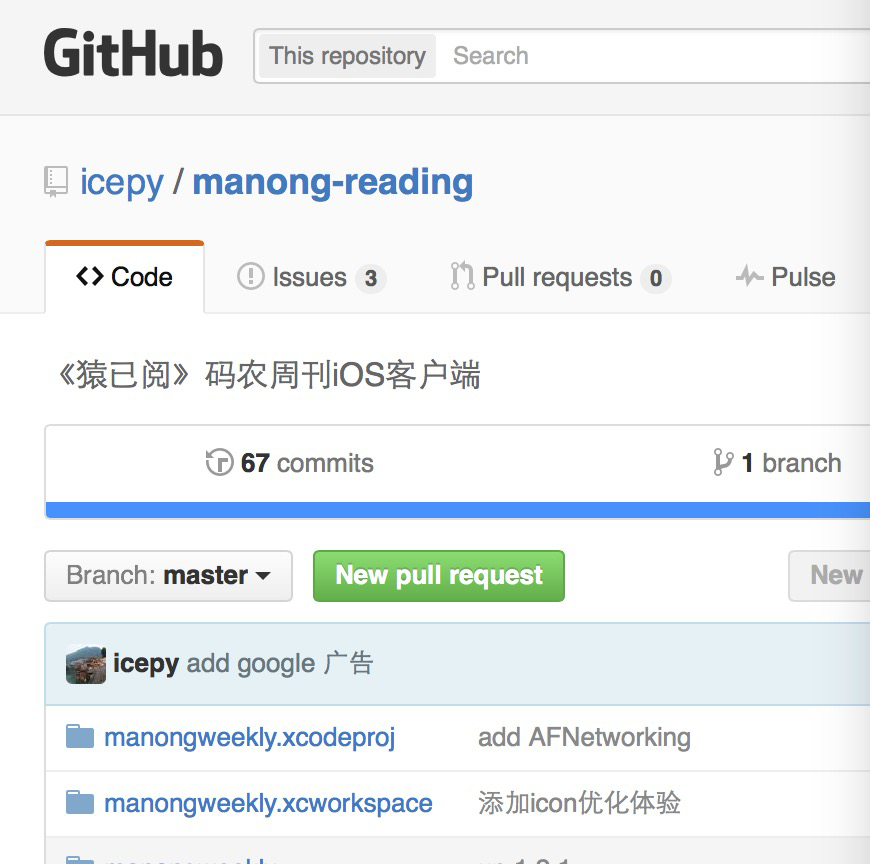 GitHub This repository Search
icepy / manong-reading
Code Issues 3 Pull requests 0 Pulse
《猿已阅》 码农周刊iOS客户端
67 commits 1 branch
Branch: master New pull request New
icepy add google 广告
manongweekly.xcodeproj add AFNetworking
manongweekly.xcworkspace 添加icon优化体验